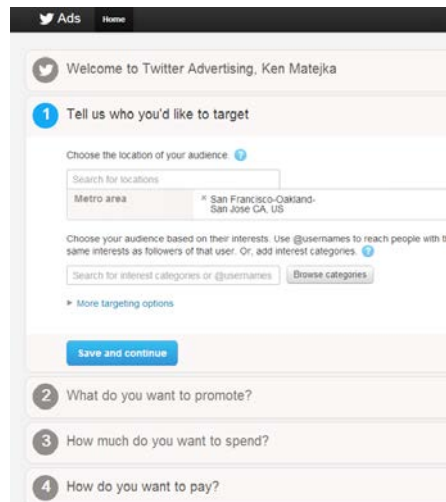 Ads Home
Welcome to Twitter Advertising, Ken Matejka
1 Tell us who you'd like to target
Choose the location of your audience. ?
Search for locations
Metro area × San Francisco-Oakland-
San Jose CA, US
Choose your audience based on their interests. Use @usernames to reach people with
same interests as followers of that user. Or, add interest categories. ?
Search for interest categories or @usernames Browse categories
More targeting options
Save and continue
2 What do you want to promote?
3 How much do you want to spend?
4 How do you want to pay?